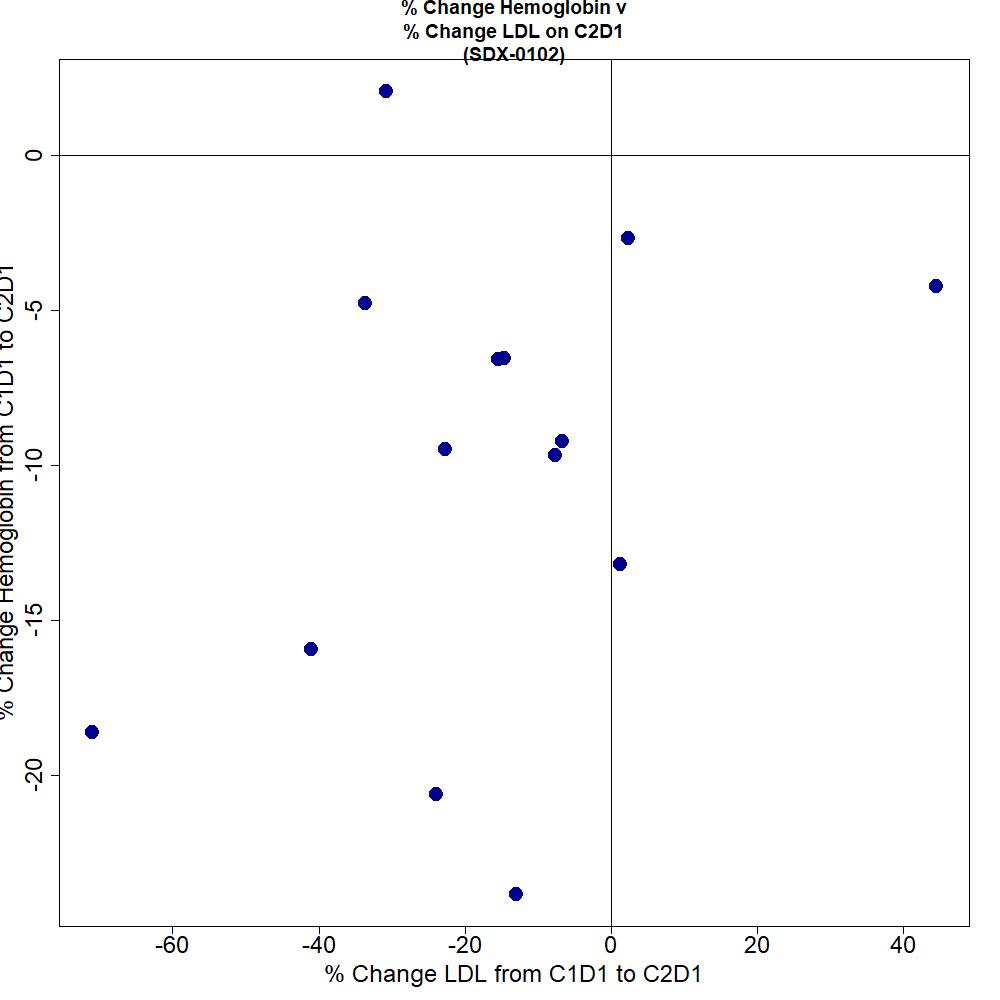 % Change Hemoglobin v
% Change LDL on C2D1
(SDX-0102)
% Change Hemoglobin from C1D1 to C2D1
0
-5
-10
-15
-20
-60
-40
-20
0
20
40
% Change LDL from C1D1 to C2D1